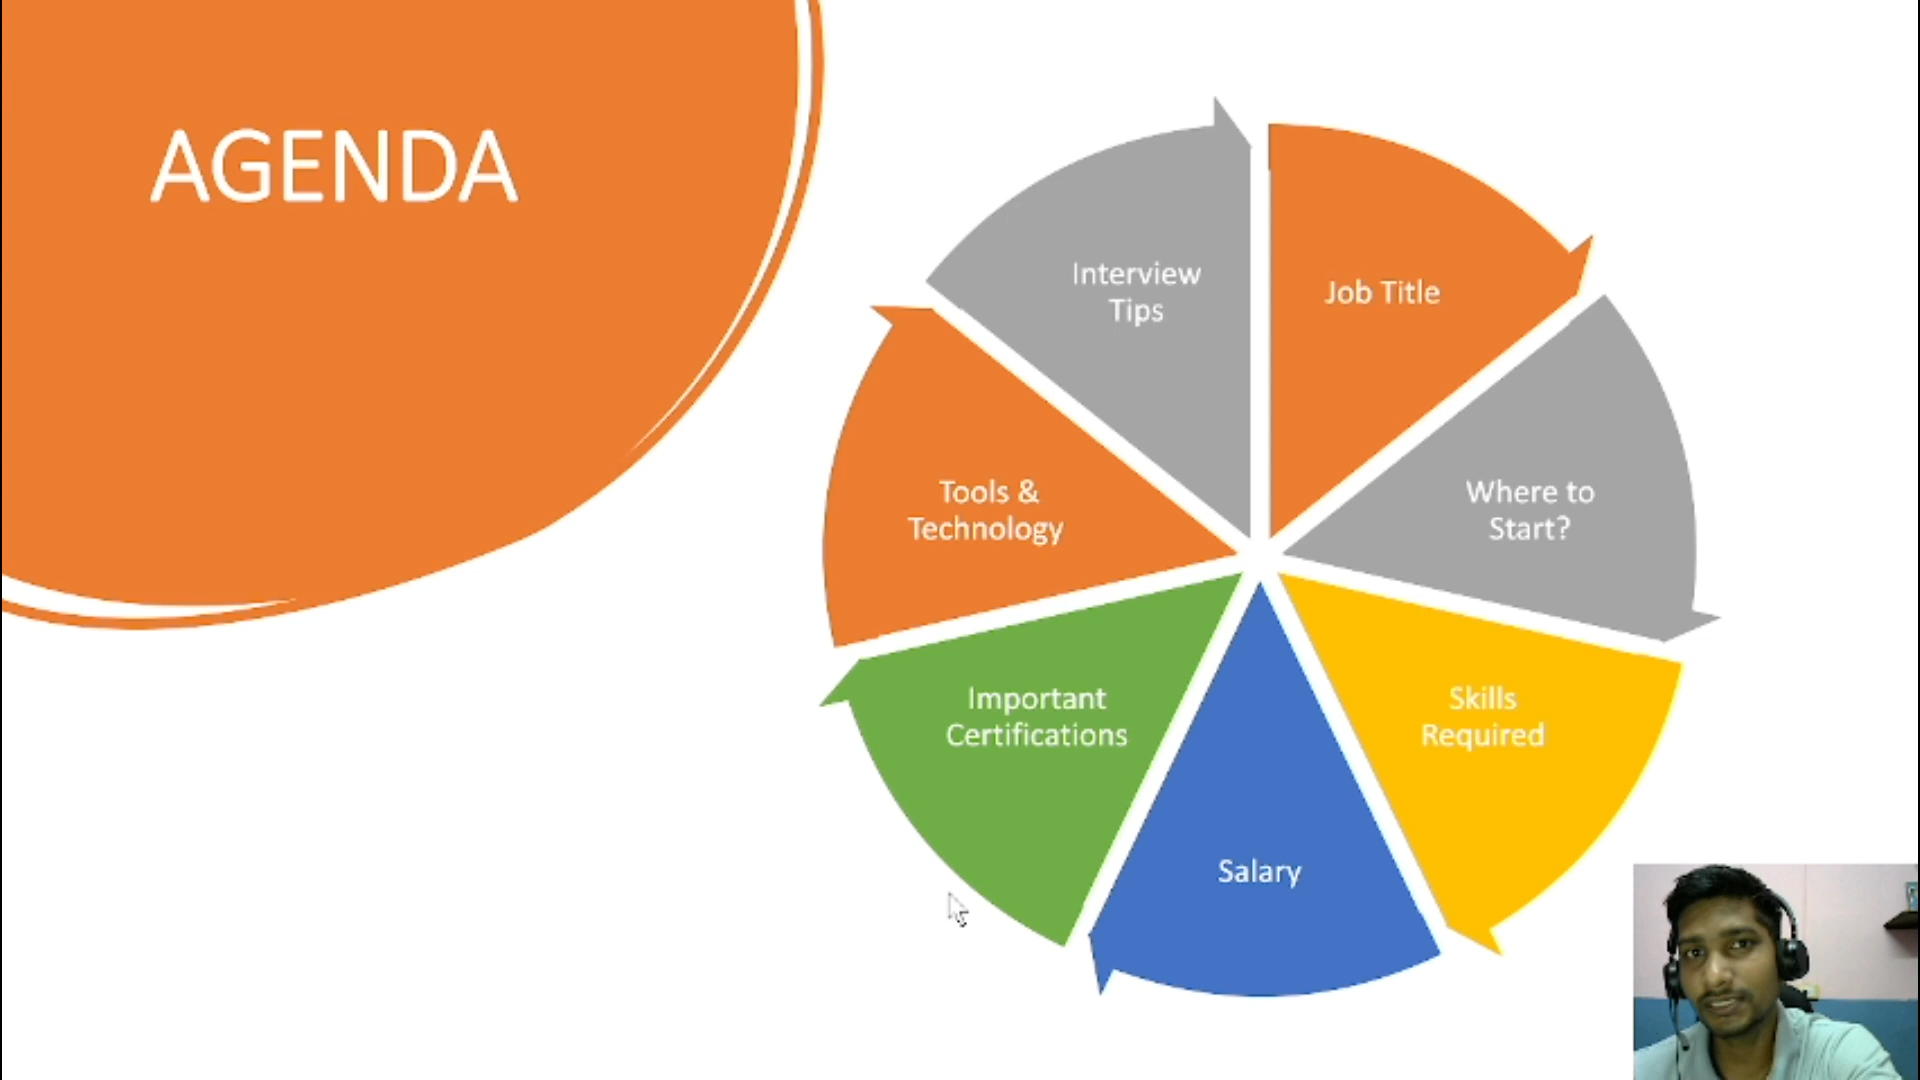 AGENDA
Job Title
Where to
Start?
Skills
Required
Salary
Important
Certifications
Tools &
Technology
Interview
Tips